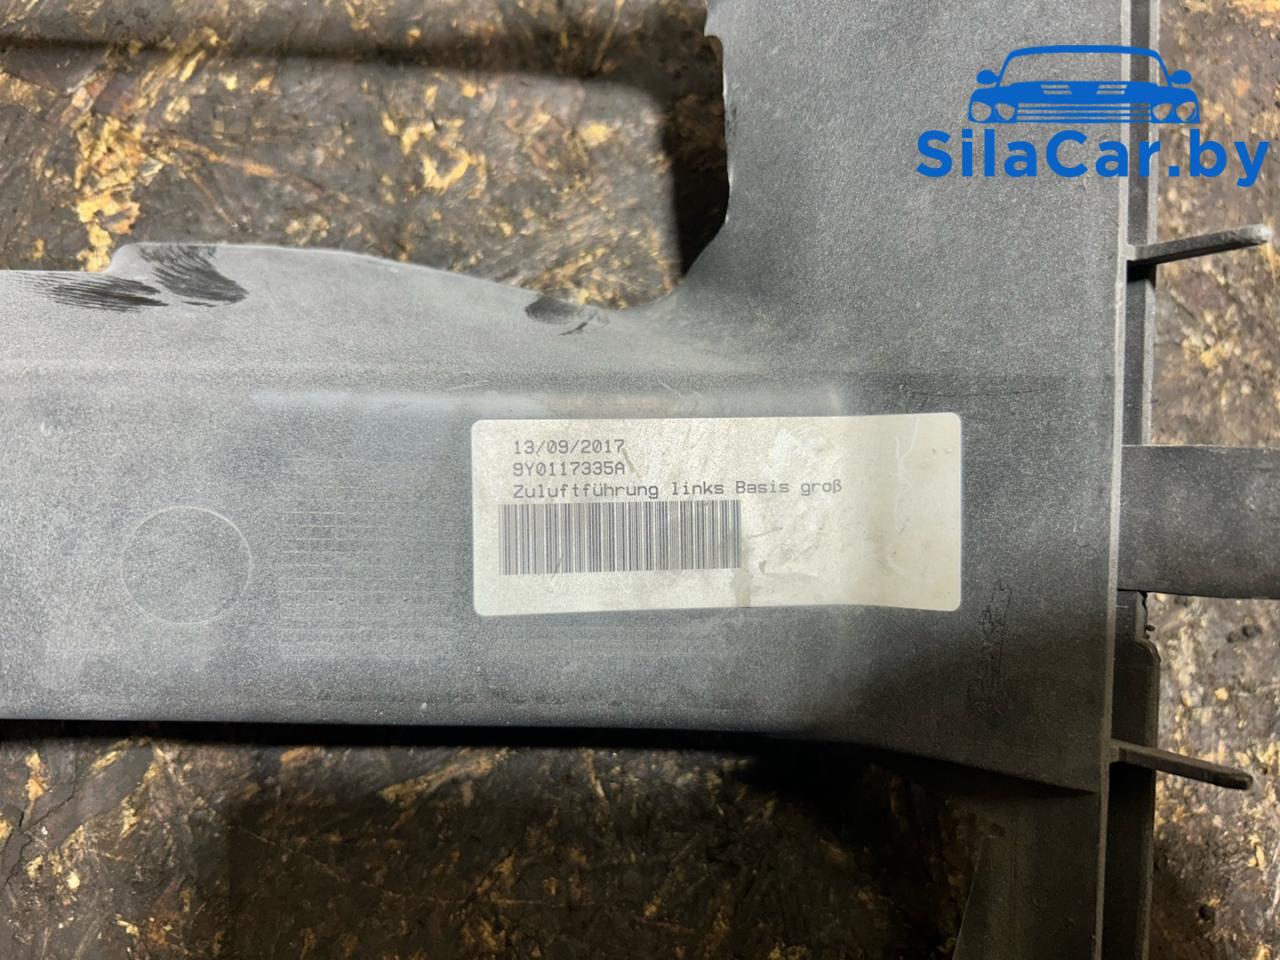 SilaCar.by
13/09/2017
9Y0117335A
Zuluftführung links Basis groß